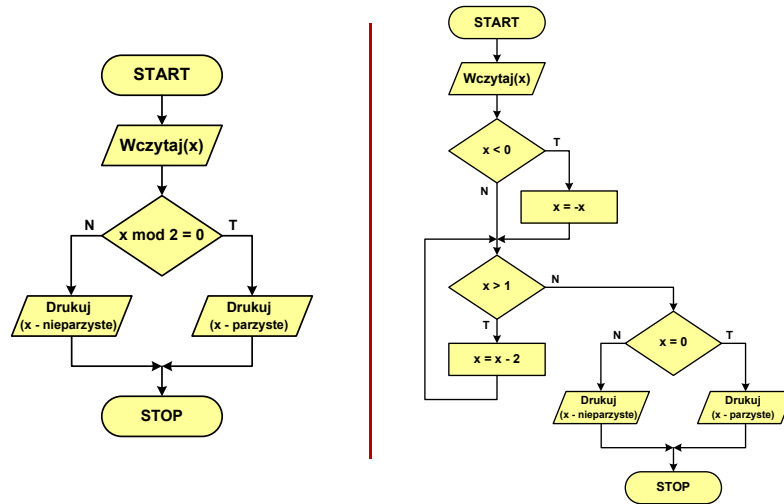 START
Wczytaj(x)
x mod 2 = 0
N
T
Drukuj
(x - nieparzyste)
Drukuj
(x - parzyste)
STOP
START
Wczytaj(x)
x < 0
T
N
x = -x
x > 1
N
T
x = x - 2
x = 0
N
T
Drukuj
(x - nieparzyste)
Drukuj
(x - parzyste)
STOP